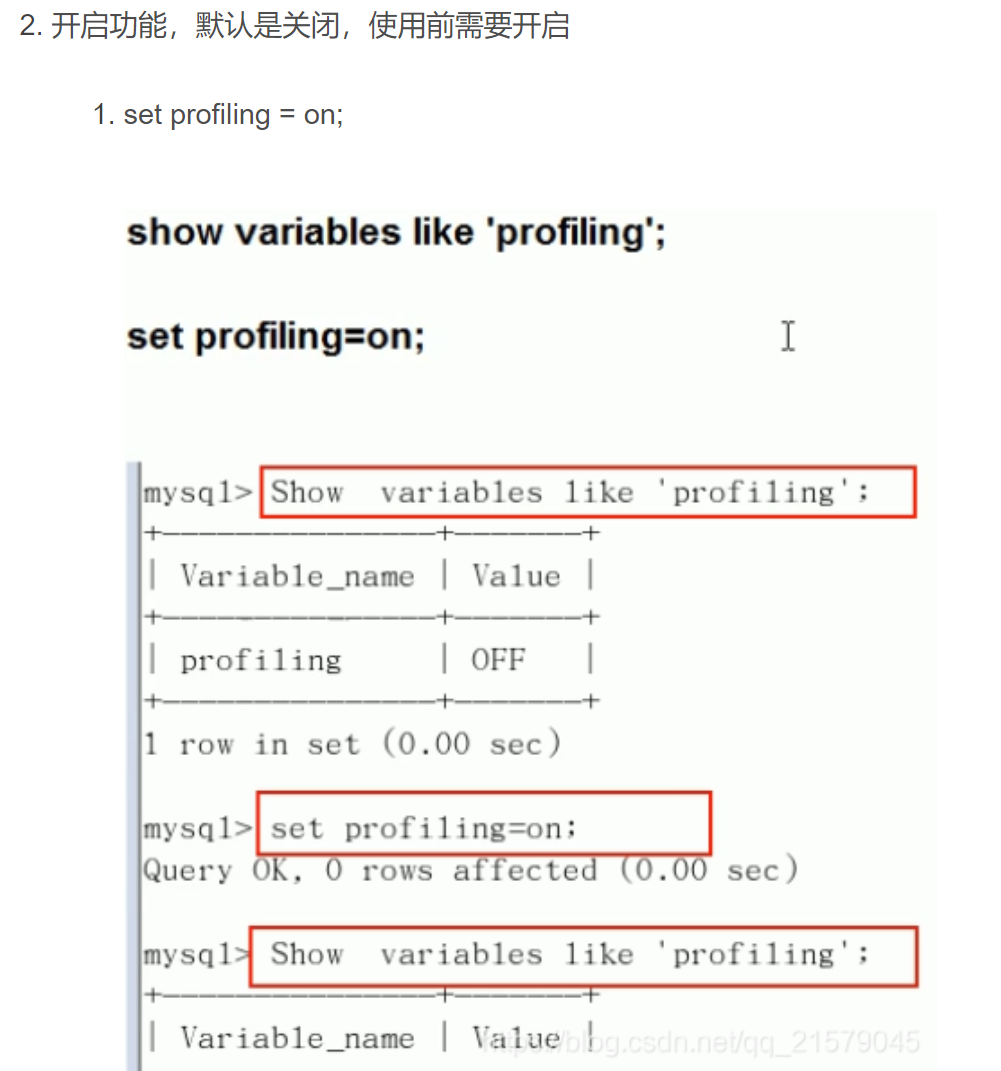 2. 开启功能，默认是关闭，使用前需要开启
1. set profiling = on;
show variables like 'profiling';
set profiling=on;
mysql> Show  variables like 'profiling';
+---------------+-------+
| Variable_name | Value |
+---------------+-------+
| profiling     | OFF   |
+---------------+-------+
1 row in set (0.00 sec)
mysql> set profiling=on;
Query OK, 0 rows affected (0.00 sec)
mysql> Show  variables like 'profiling';
+---------------+-------+
| Variable_name | Value |
https://blog.csdn.net/qq_21579045